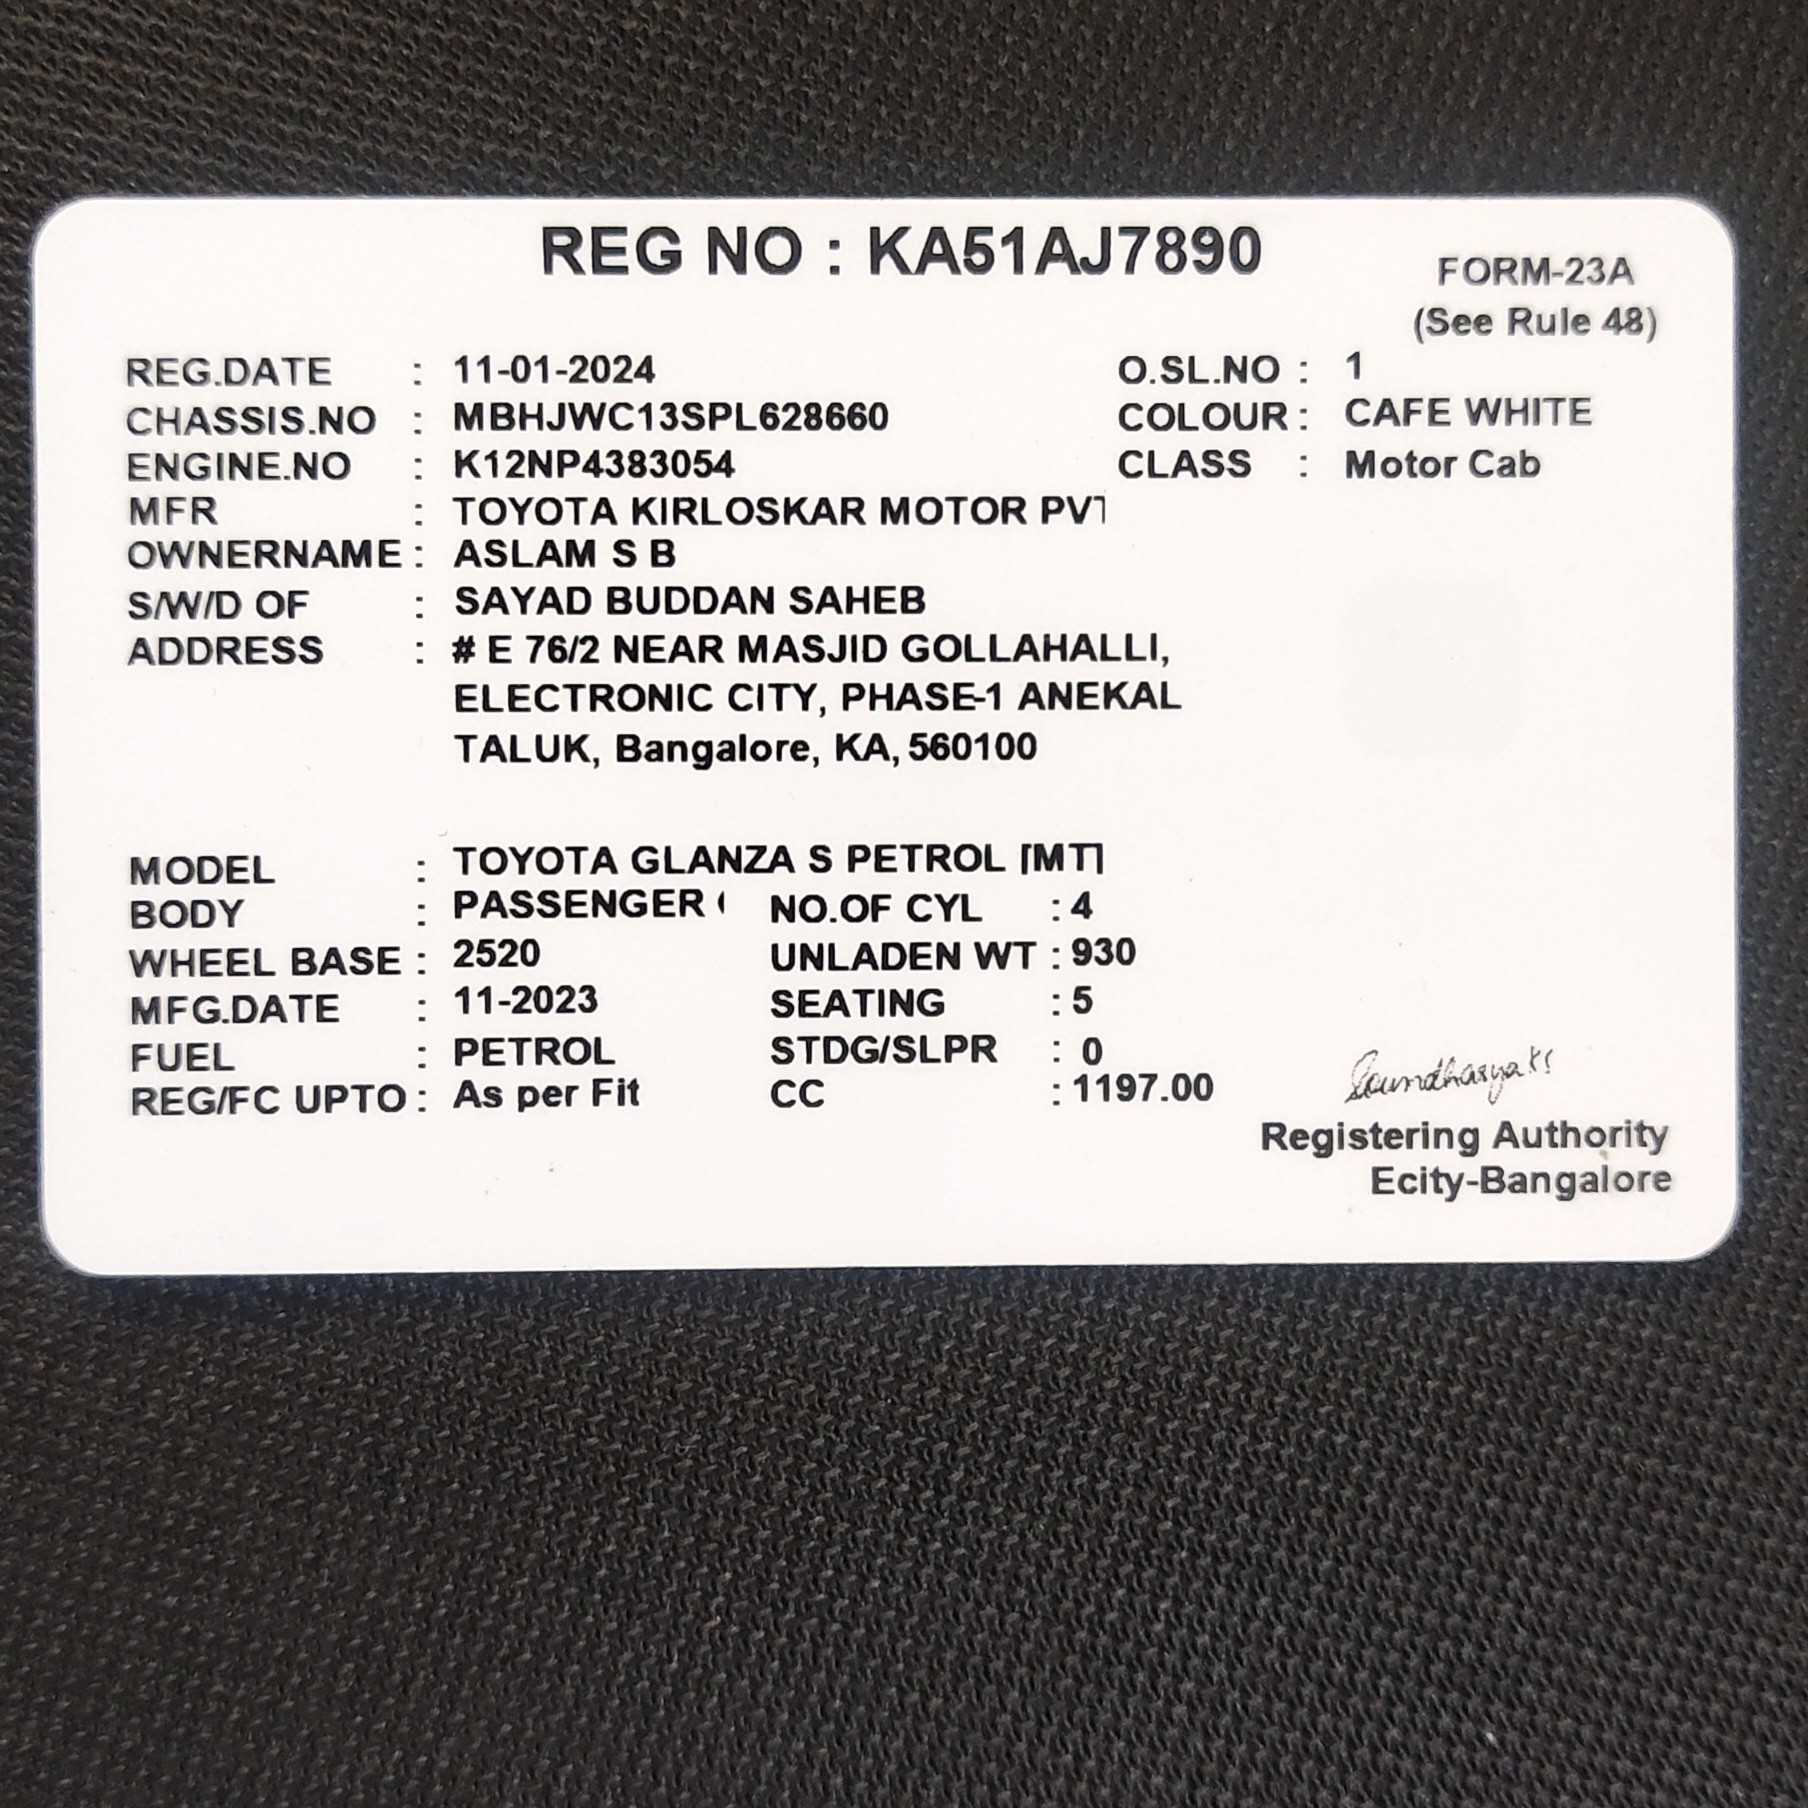 REG NO : KA51AJ7890
FORM-23A
(See Rule 48)
REG.DATE : 11-01-2024 O.SL.NO : 1
CHASSIS.NO : MBHJWC13SPL628660 COLOUR : CAFE WHITE
ENGINE.NO : K12NP4383054 CLASS : Motor Cab
MFR : TOYOTA KIRLOSKAR MOTOR PVT
OWNERNAME : ASLAM S B
S/W/D OF : SAYAD BUDDAN SAHEB
ADDRESS : # E 76/2 NEAR MASJID GOLLAHALLI,
ELECTRONIC CITY, PHASE-1 ANEKAL
TALUK, Bangalore, KA, 560100
MODEL : TOYOTA GLANZA S PETROL [MT]
BODY : PASSENGER NO.OF CYL : 4
WHEEL BASE : 2520 UNLADEN WT : 930
MFG.DATE : 11-2023 SEATING : 5
FUEL : PETROL STDG/SLPR : 0
REG/FC UPTO : As per Fit CC : 1197.00
Registering Authority
Ecity-Bangalore